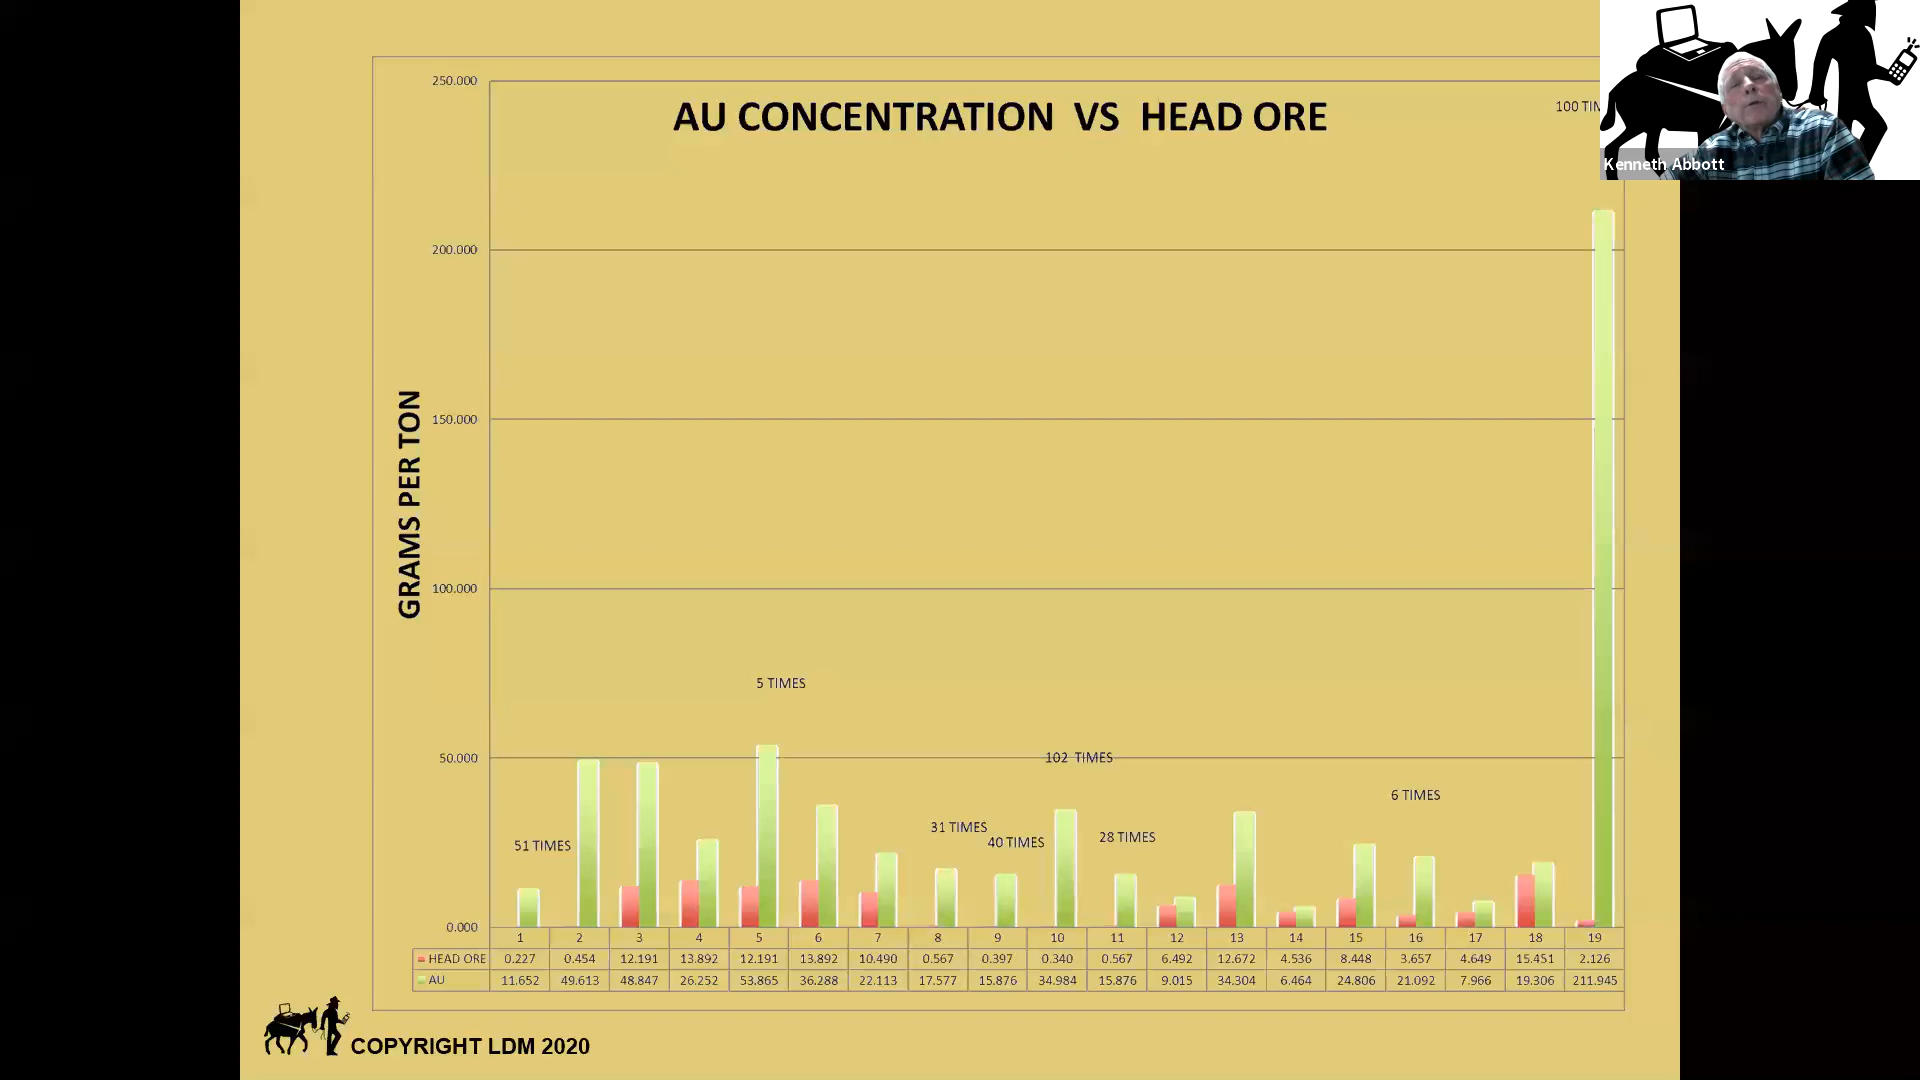 AU CONCENTRATION VS HEAD ORE
100 TIM
Kenneth Abbott
GRAMS PER TON
250.000
200.000
150.000
100.000
50.000
0.000
5 TIMES
102 TIMES
6 TIMES
31 TIMES
28 TIMES
40 TIMES
51 TIMES
1 2 3 4 5 6 7 8 9 10 11 12 13 14 15 16 17 18 19
HEAD ORE 0.227 0.454 12.191 13.892 12.191 13.892 10.490 0.567 0.397 0.340 0.567 6.492 12.672 4.536 8.448 3.657 4.649 15.451 2.126
AU 11.652 49.613 48.847 26.252 53.865 36.288 22.113 17.577 15.876 34.984 15.876 9.015 34.304 6.464 24.806 21.092 7.966 19.306 211.945
COPYRIGHT LDM 2020